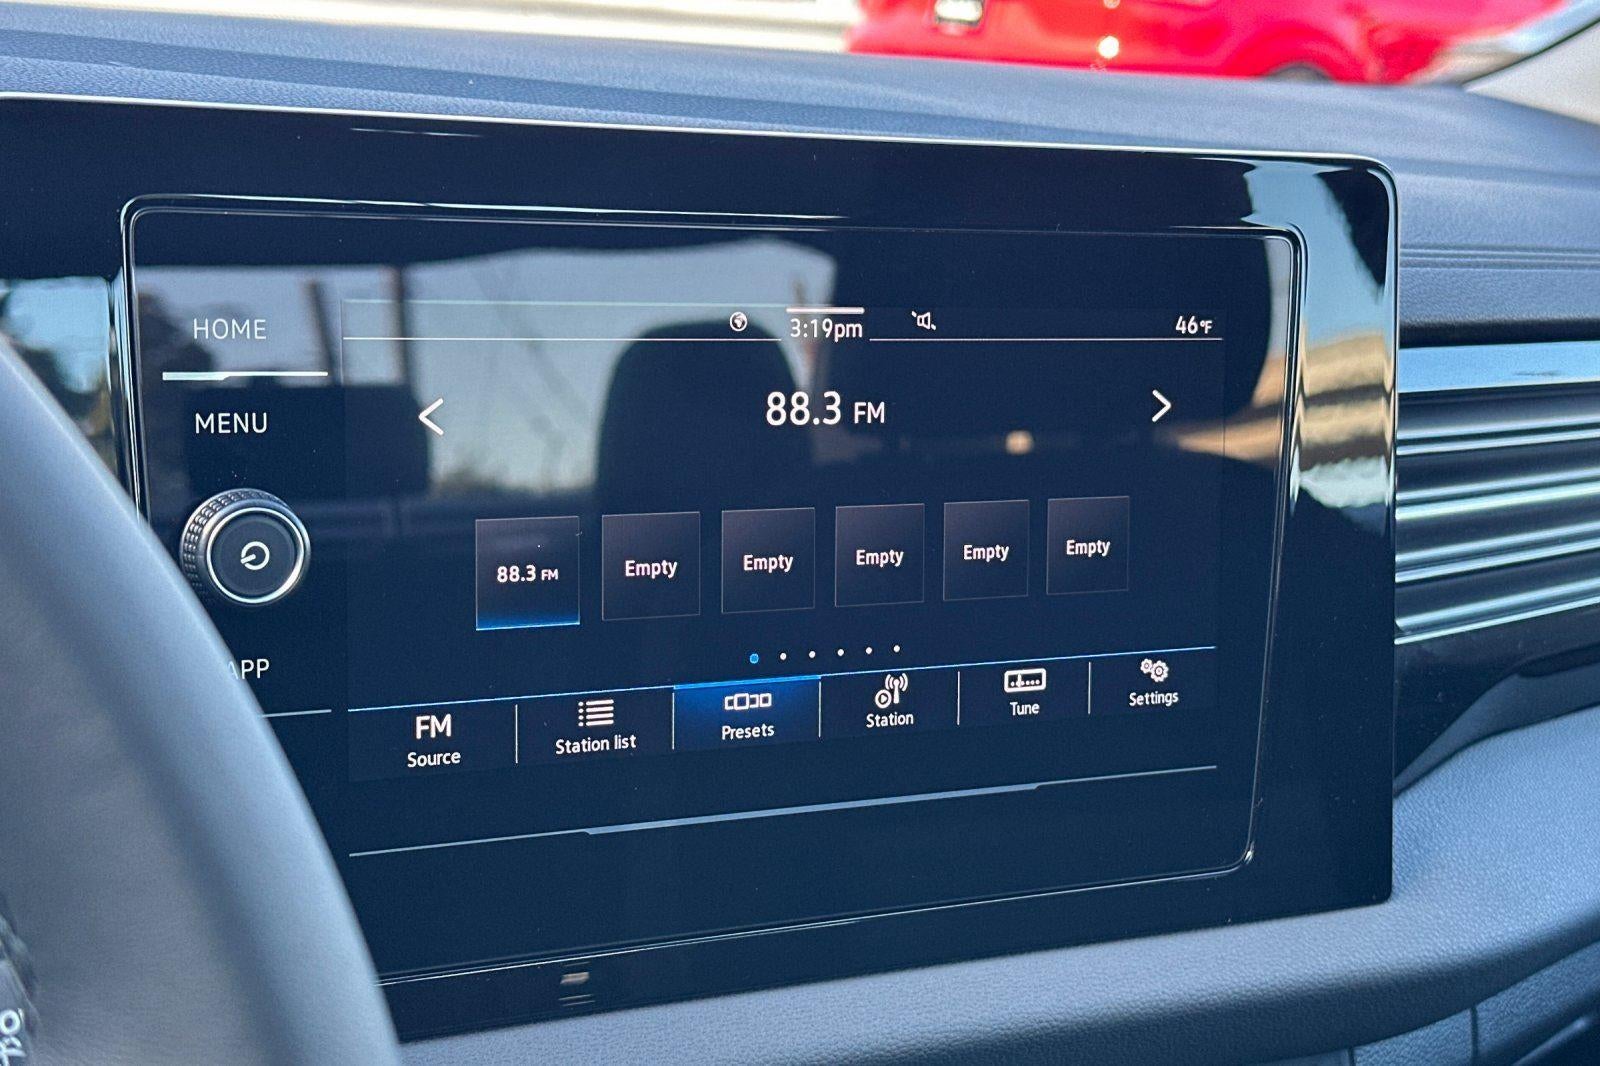 HOME
3:19pm
46°F
MENU
88.3 FM
88.3 FM
Empty
Empty
Empty
Empty
Empty
APP
FM
Source
Station list
Presets
Station
Tune
Settings